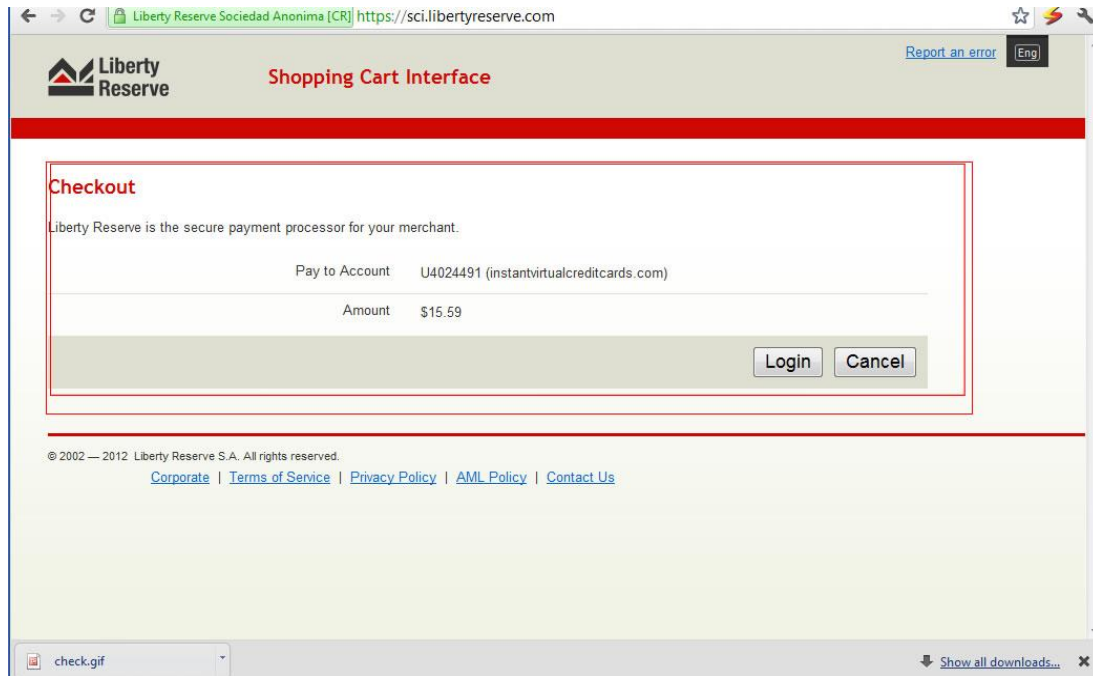 Liberty Reserve Sociedad Anonima [CR] https://sci.libertyreserve.com
Report an error
Eng
Liberty
Reserve
Shopping Cart Interface
Checkout
Liberty Reserve is the secure payment processor for your merchant.
Pay to Account U4024491 (instantvirtualcreditcards.com)
Amount $15.59
Login Cancel
© 2002 — 2012 Liberty Reserve S.A. All rights reserved.
Corporate | Terms of Service | Privacy Policy | AML Policy | Contact Us
check.gif
Show all downloads...